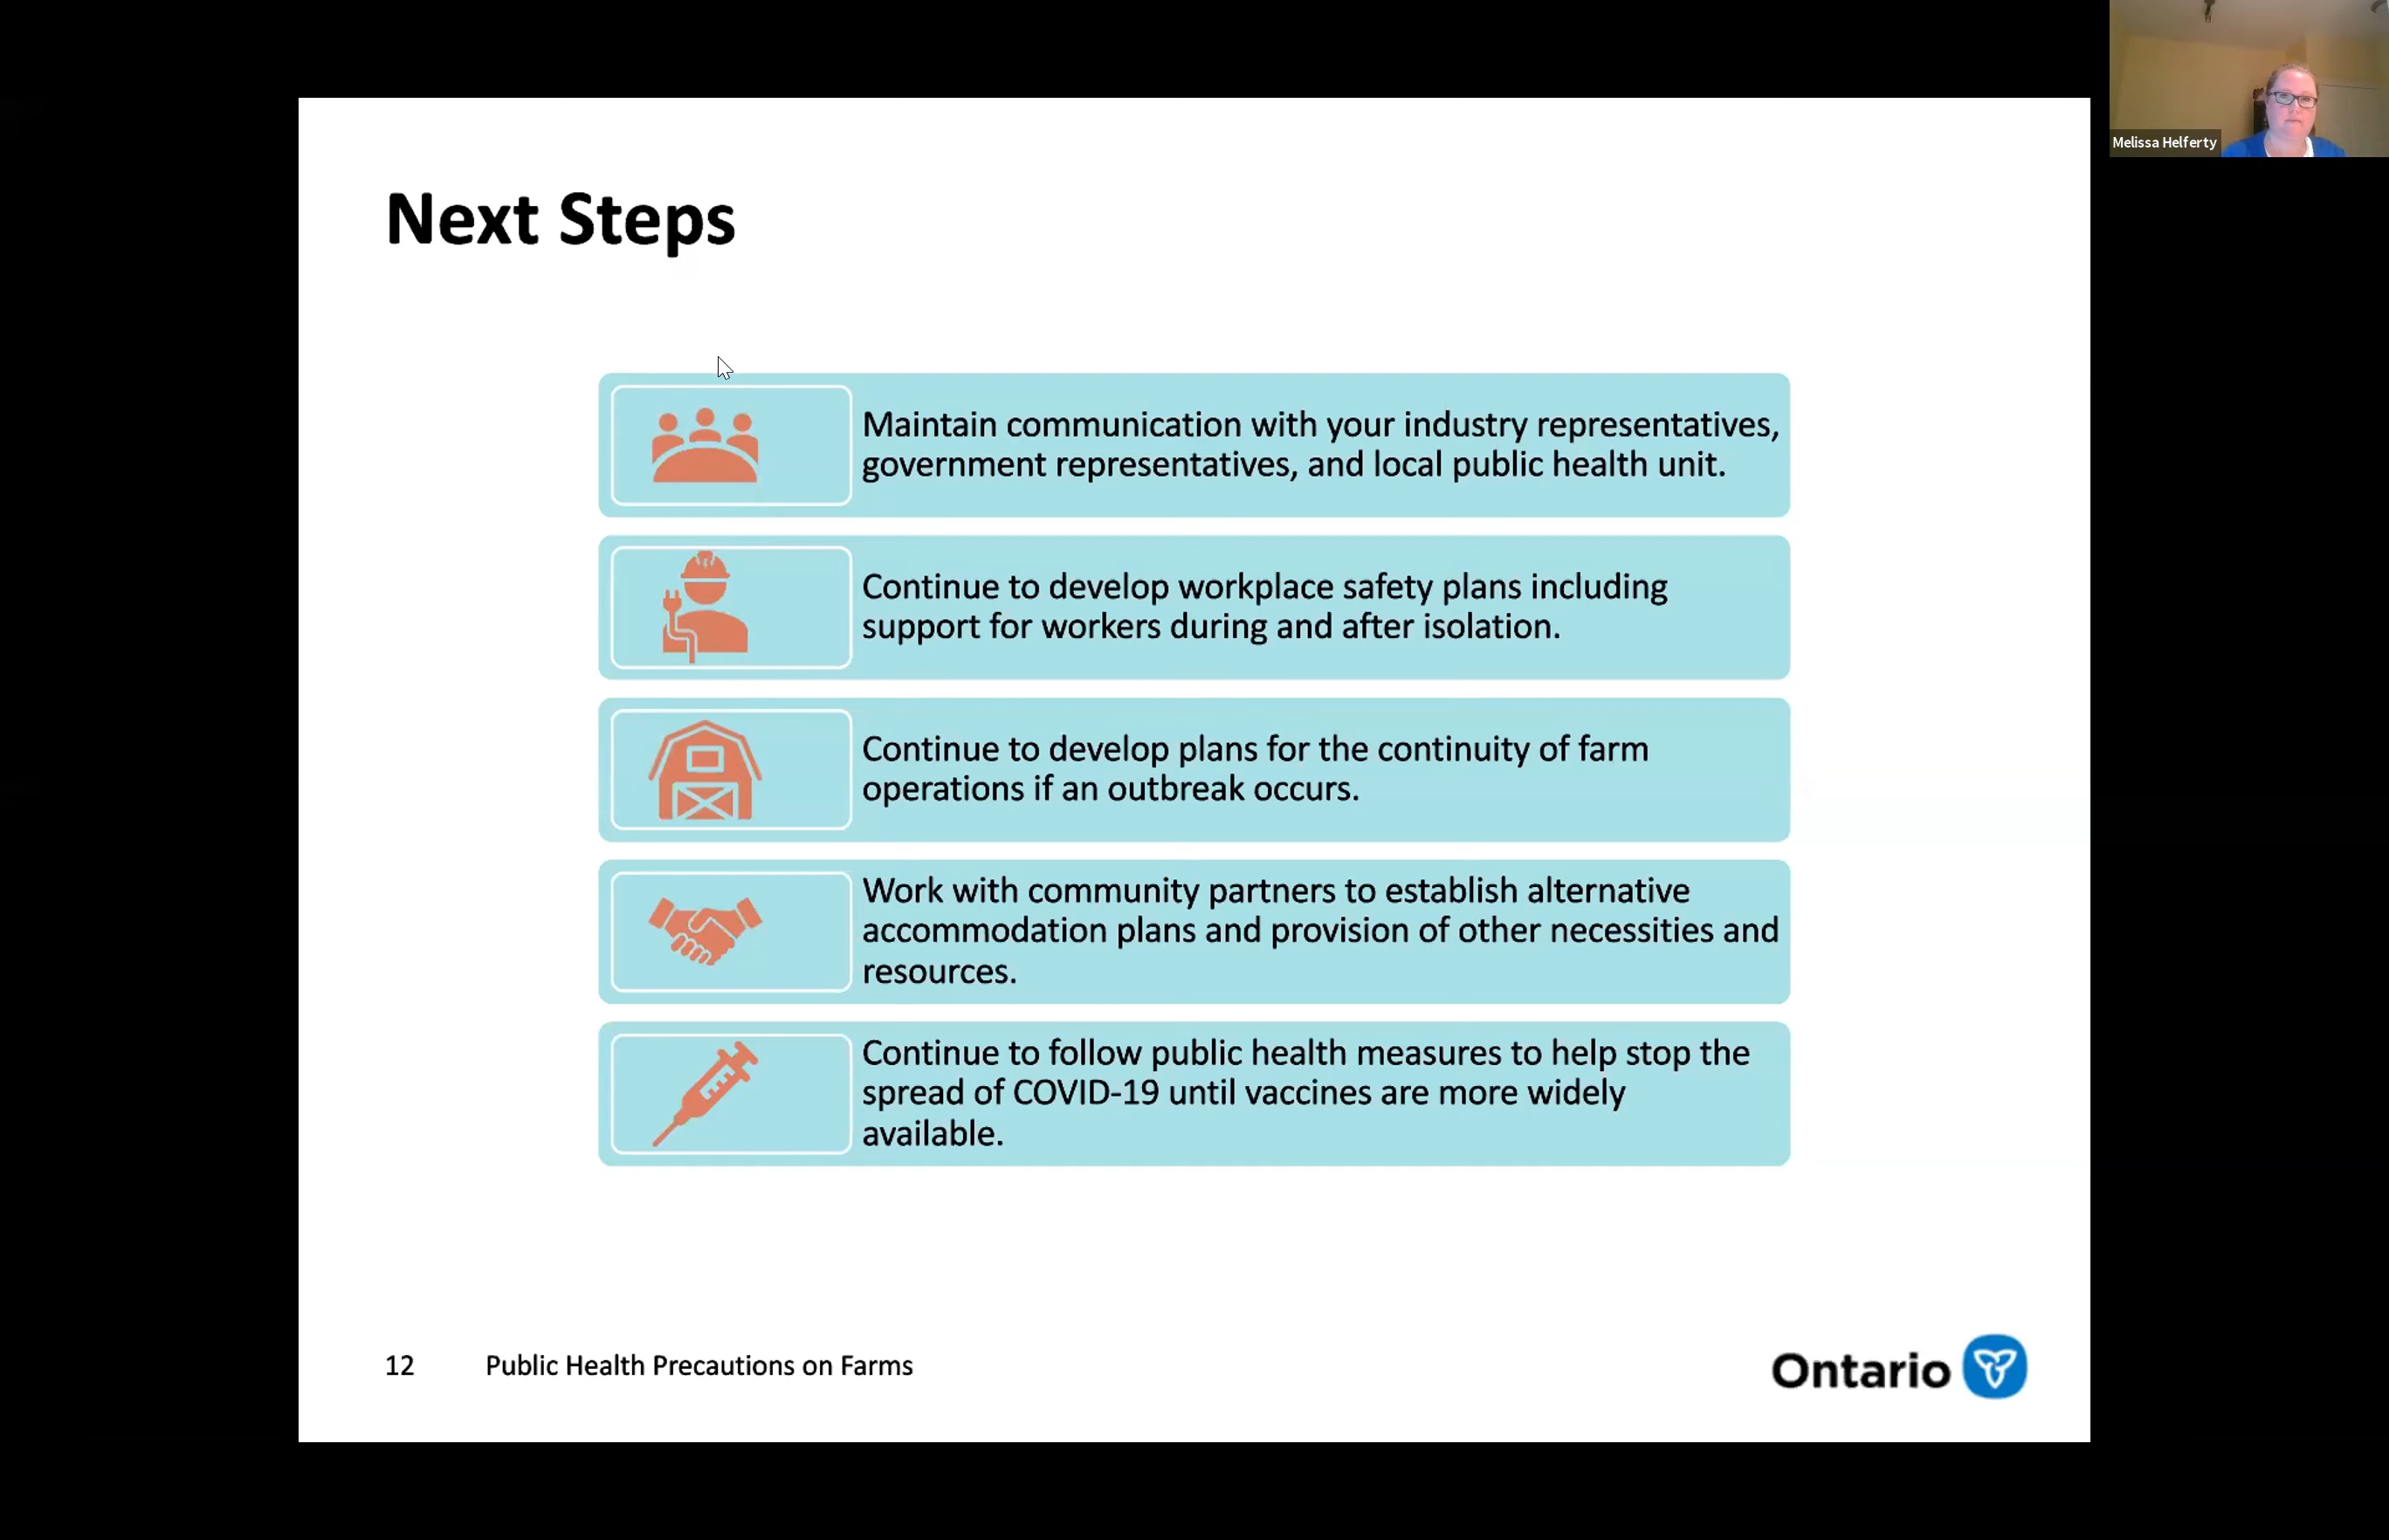 Melissa Helferty
Next Steps
Maintain communication with your industry representatives,
government representatives, and local public health unit.
Continue to develop workplace safety plans including
support for workers during and after isolation.
Continue to develop plans for the continuity of farm
operations if an outbreak occurs.
Work with community partners to establish alternative
accommodation plans and provision of other necessities and
resources.
Continue to follow public health measures to help stop the
spread of COVID-19 until vaccines are more widely
available.
12 Public Health Precautions on Farms
Ontario